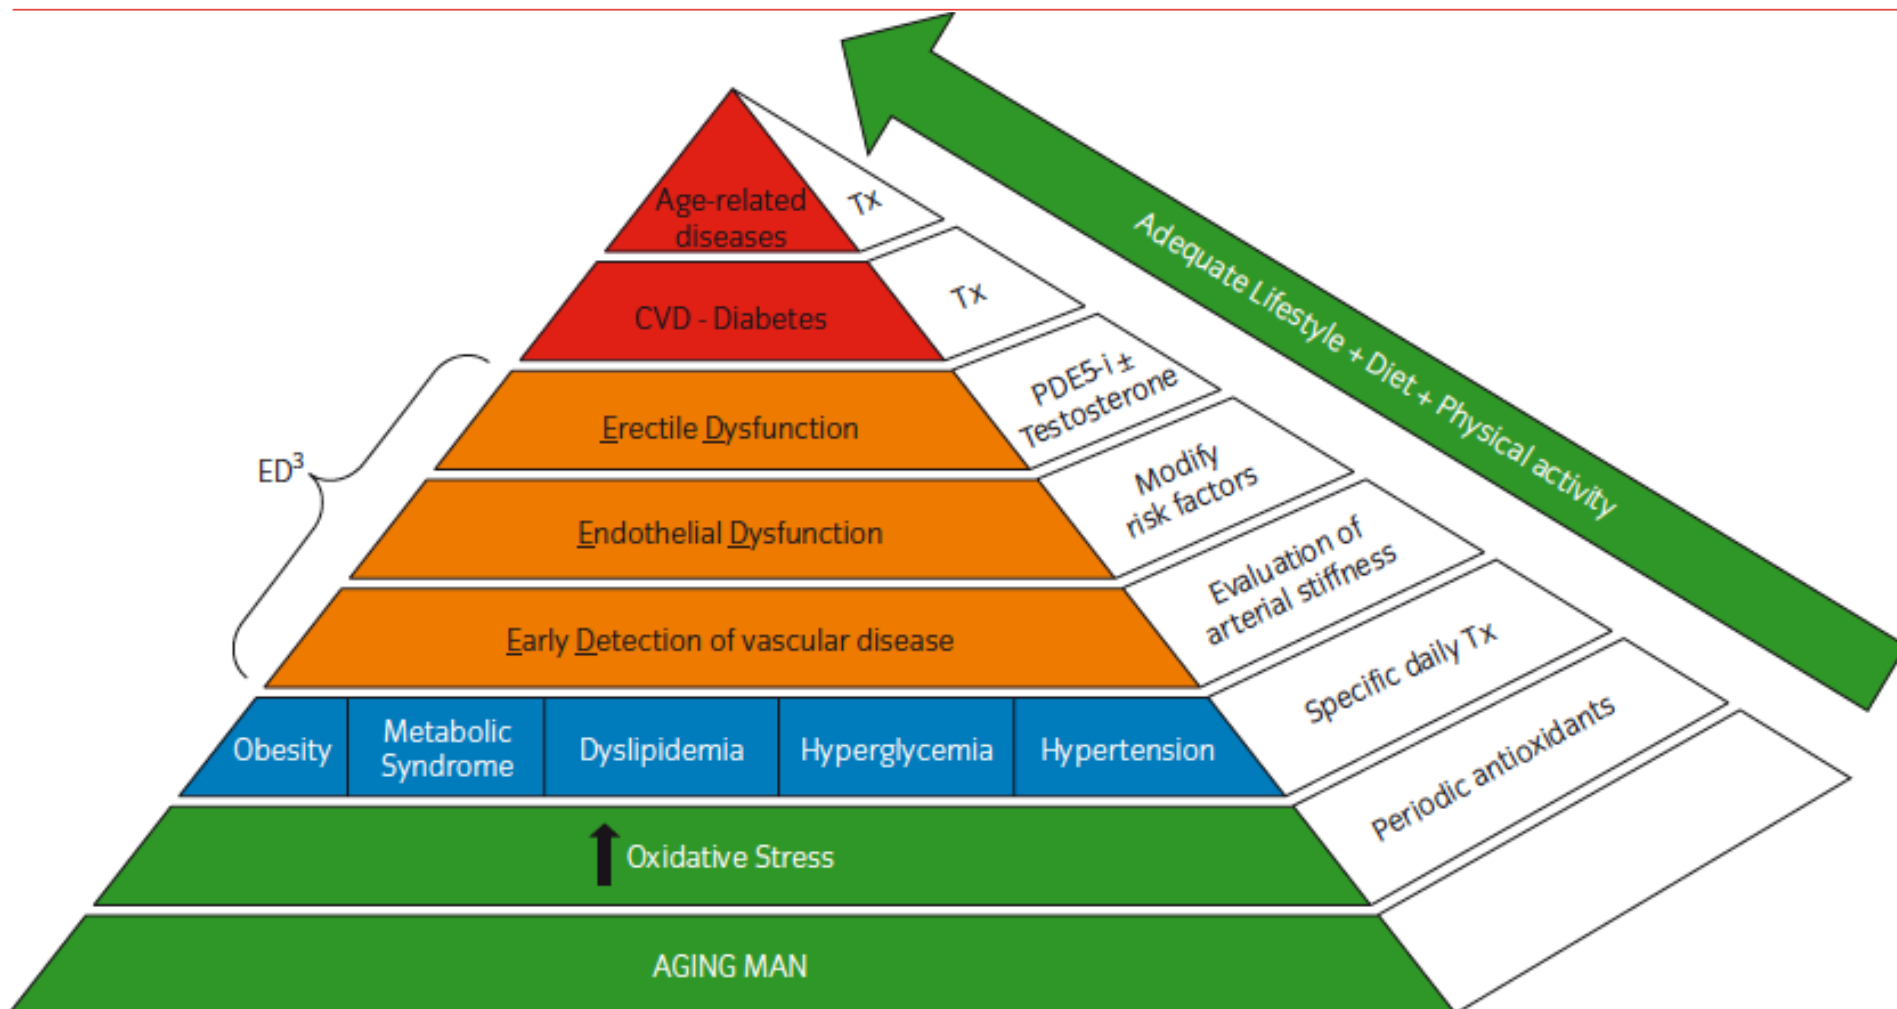 Age-related
diseases
Tx
CVD - Diabetes
Tx
Erectile Dysfunction
PDE5-i ±
Testosterone
ED³
Endothelial Dysfunction
Modify
risk factors
Early Detection of vascular disease
Evaluation of
arterial stiffness
Obesity
Metabolic
Syndrome
Dyslipidemia
Hyperglycemia
Hypertension
Specific daily Tx
Oxidative Stress
Periodic antioxidants
AGING MAN
Adequate Lifestyle + Diet + Physical activity